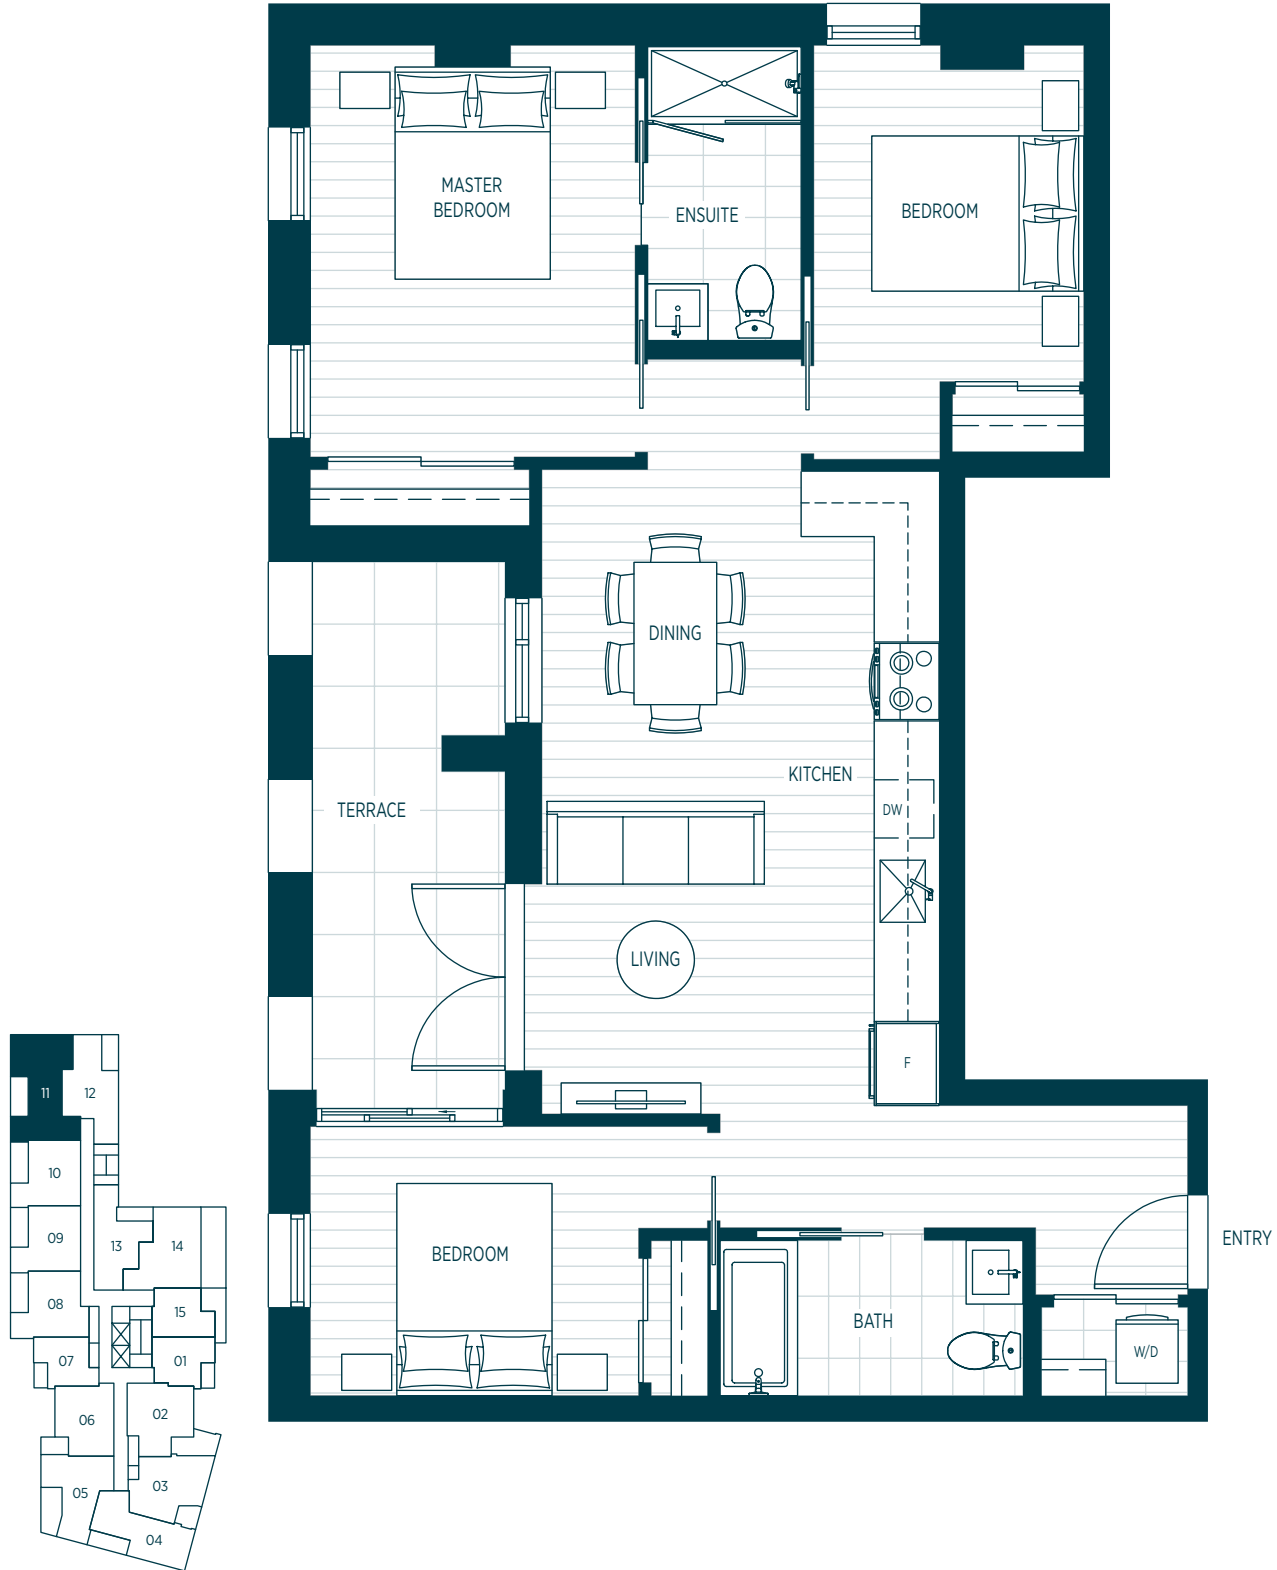 MASTER
BEDROOM
ENSUITE
BEDROOM
DINING
KITCHEN
TERRACE
DW
LIVING
F
ENTRY
BEDROOM
BATH
W/D
11
12
10
09
13
14
08
15
07
01
06
02
05
03
04